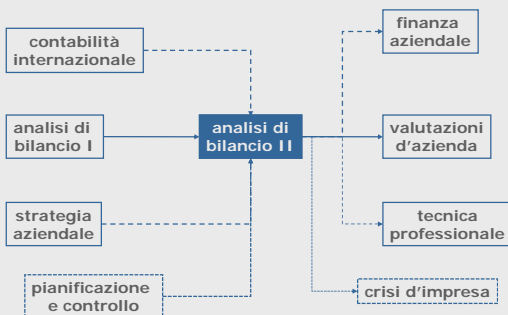 contabilità
internazionale
analisi di
bilancio I
strategia
aziendale
pianificazione
e controllo
analisi di
bilancio II
finanza
aziendale
valutazioni
d'azienda
tecnica
professionale
crisi d'impresa